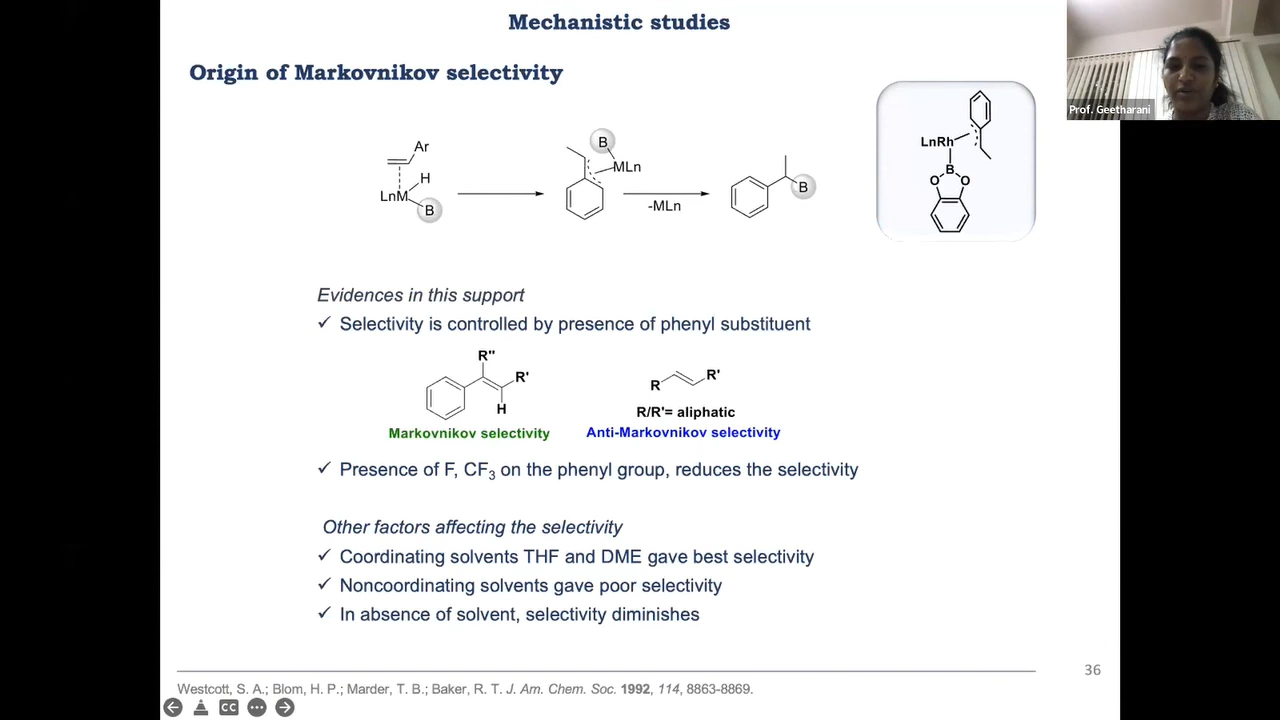 Mechanistic studies
Prof. Geetharani
Origin of Markovnikov selectivity
Ar
H
LnM
B
B
MLn
-MLn
B
LnRh
B
O O
Evidences in this support
✓ Selectivity is controlled by presence of phenyl substituent
R"
R'
H
Markovnikov selectivity
R
R'
R/R'= aliphatic
Anti-Markovnikov selectivity
✓ Presence of F, CF₃ on the phenyl group, reduces the selectivity
Other factors affecting the selectivity
✓ Coordinating solvents THF and DME gave best selectivity
✓ Noncoordinating solvents gave poor selectivity
✓ In absence of solvent, selectivity diminishes
36
Westcott, S. A.; Blom, H. P.; Marder, T. B.; Baker, R. T. J. Am. Chem. Soc. 1992, 114, 8863-8869.
CC